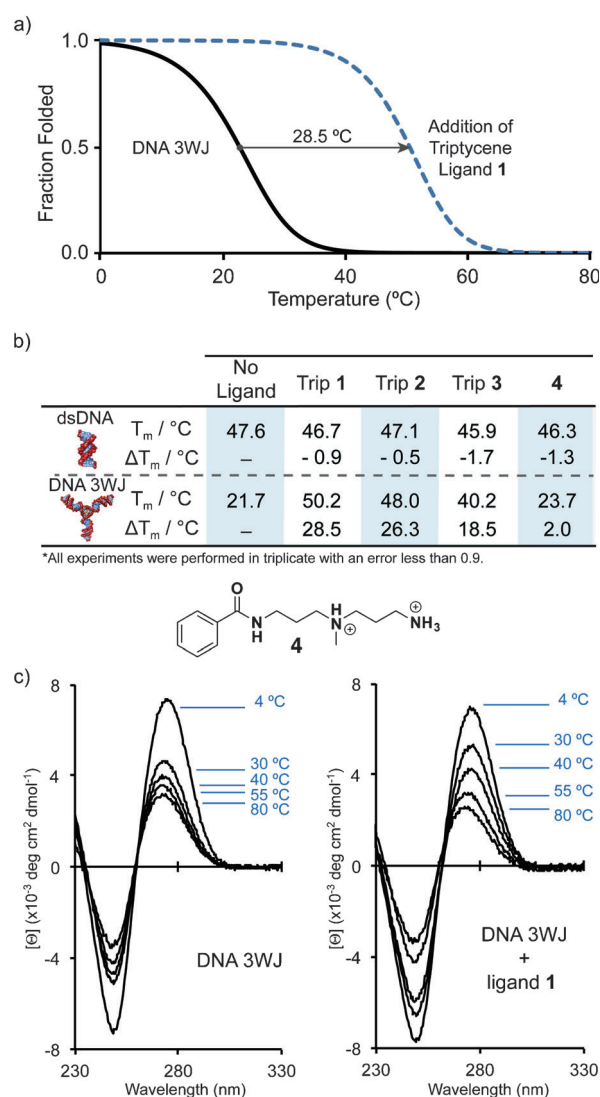 a)
1.0
0.5
0.0
Fraction Folded
DNA 3WJ
28.5 ºC
Addition of
Triptycene
Ligand 1
0 20 40 60 80
Temperature (ºC)
b)
No
Ligand Trip 1 Trip 2 Trip 3 4
dsDNA
Tm / °C 47.6 46.7 47.1 45.9 46.3
ΔTm / °C – - 0.9 - 0.5 -1.7 -1.3
DNA 3WJ
Tm / °C 21.7 50.2 48.0 40.2 23.7
ΔTm / °C – 28.5 26.3 18.5 2.0
*All experiments were performed in triplicate with an error less than 0.9.
O
N
H
H
N
⊕
⊕
NH3
4
c)
8
4
0
-4
-8
[Θ] (x10-3 deg cm2 dmol-1)
4 ºC
30 ºC
40 ºC
55 ºC
80 ºC
DNA 3WJ
230 280 330
Wavelength (nm)
8
4
0
-4
-8
[Θ] (x10-3 deg cm2 dmol-1)
4 ºC
30 ºC
40 ºC
55 ºC
80 ºC
DNA 3WJ
+
ligand 1
230 280 330
Wavelength (nm)